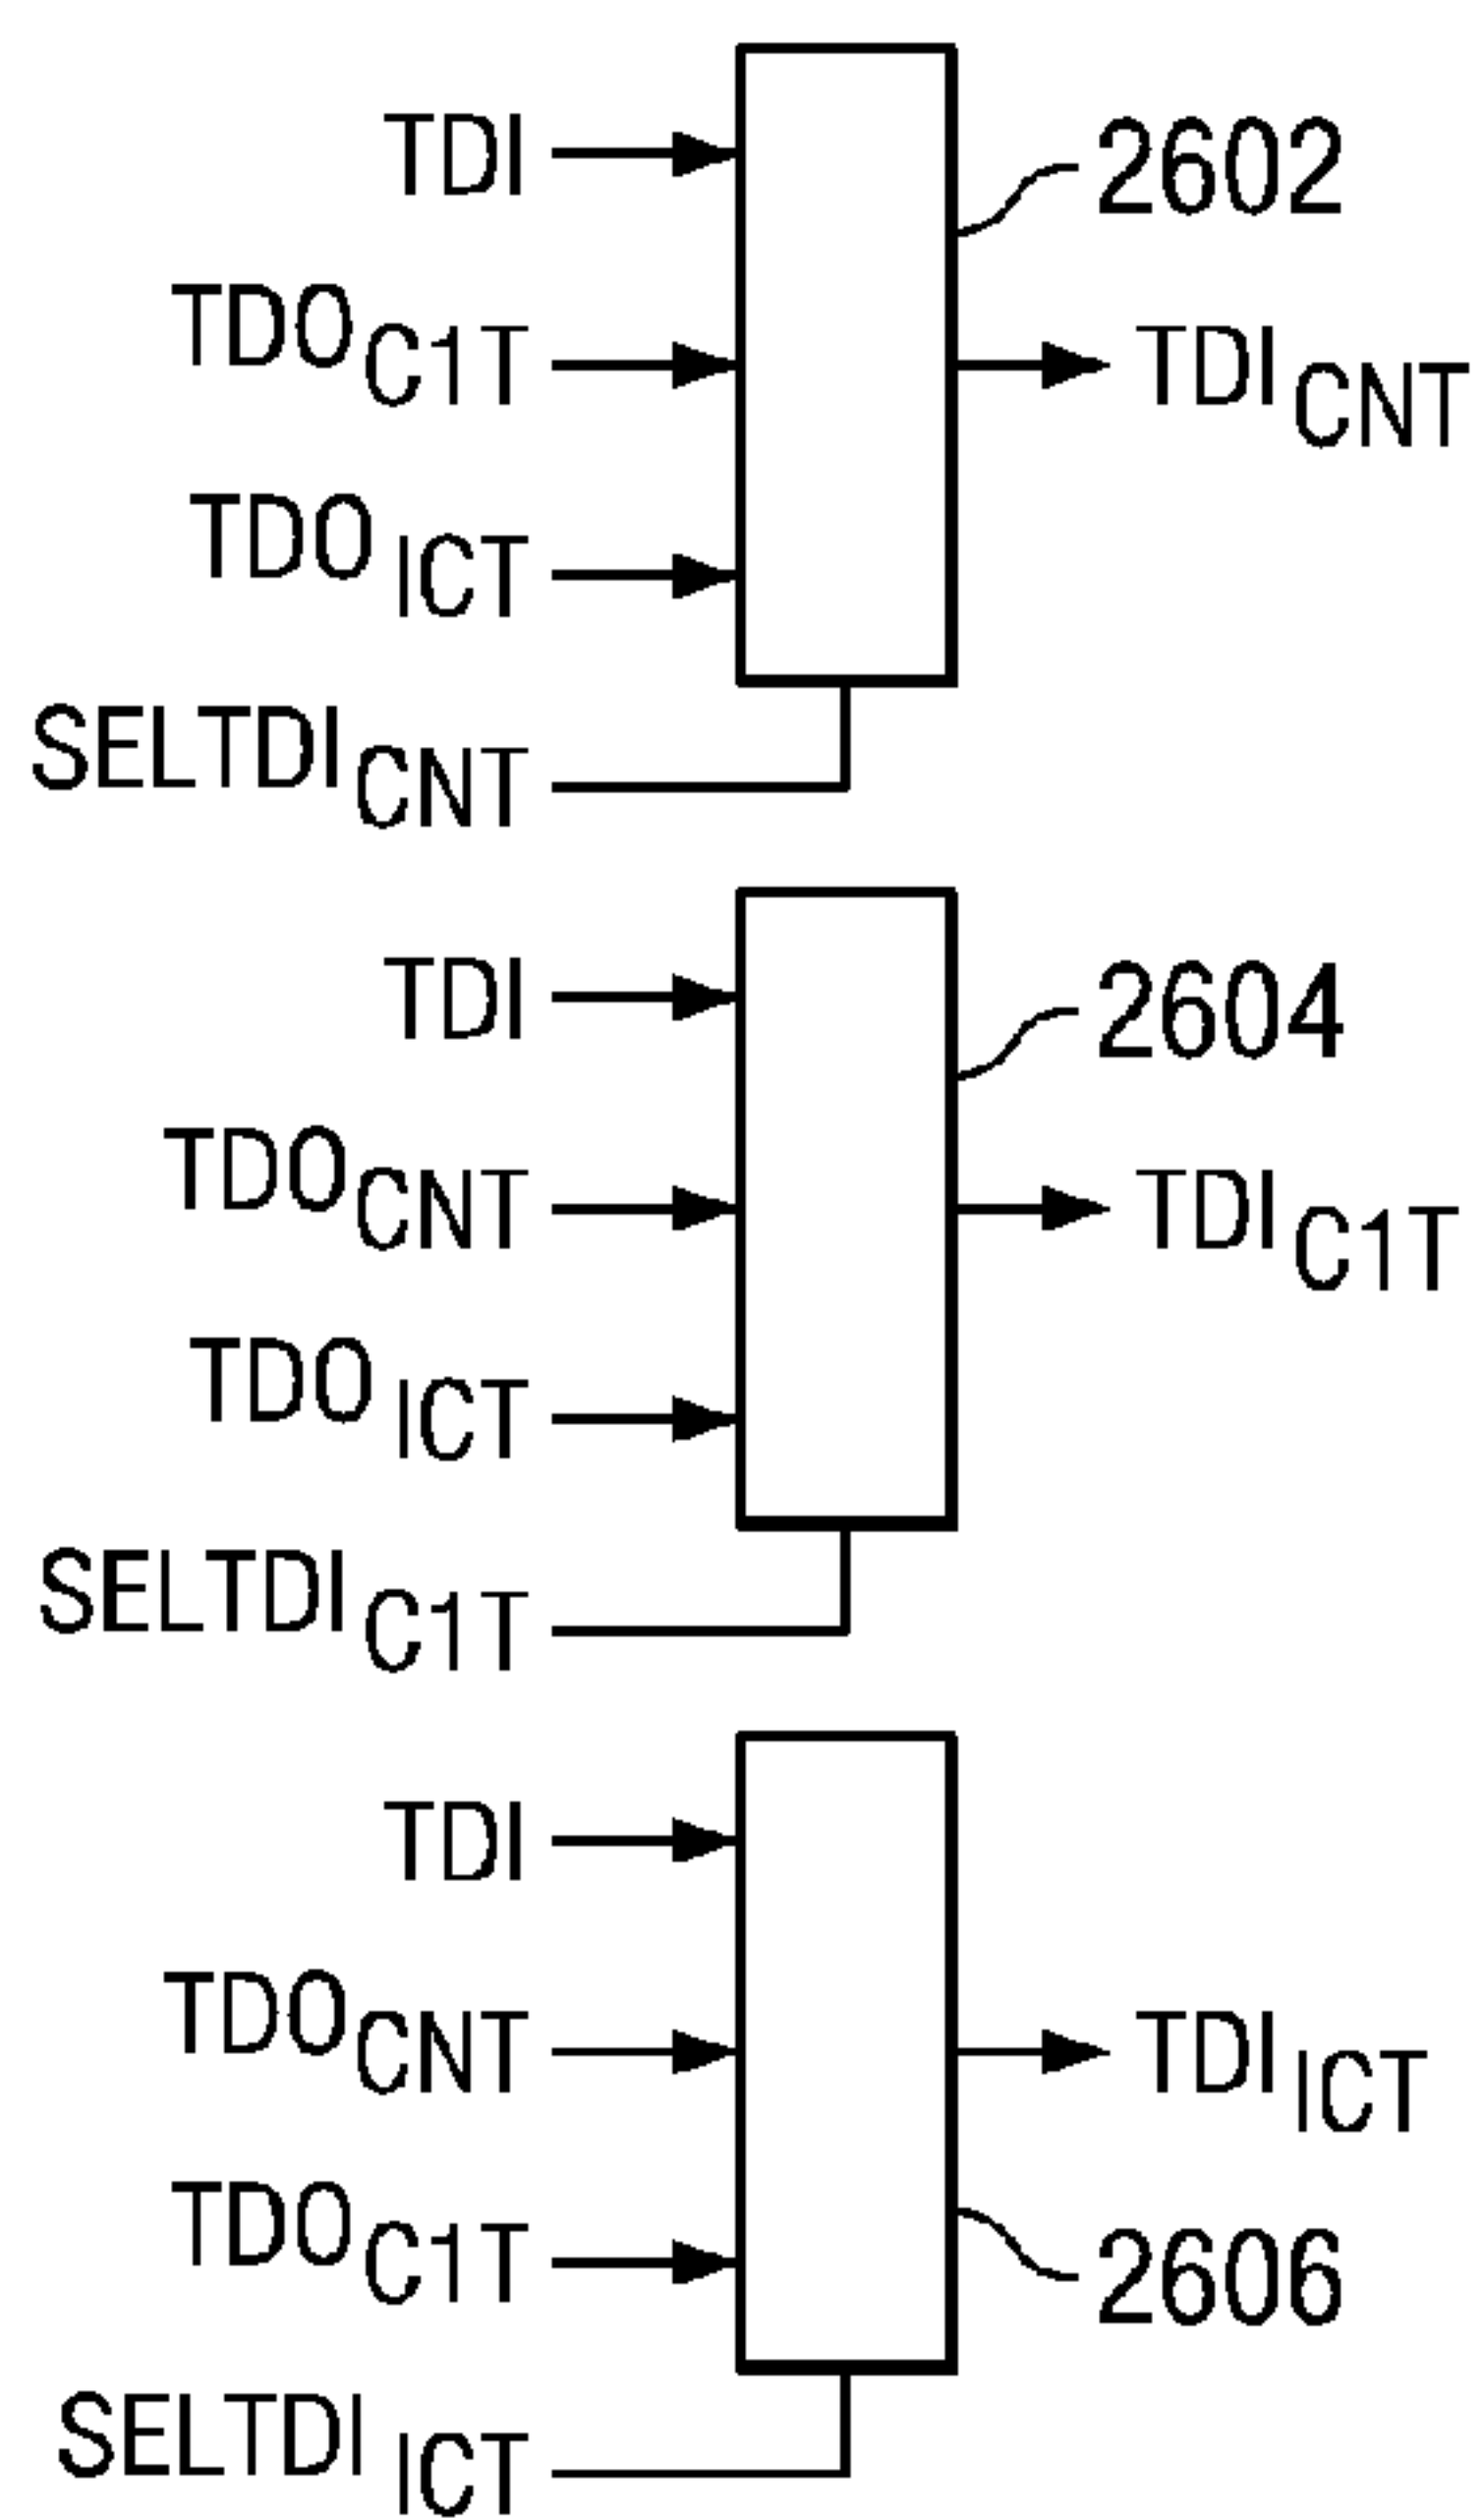 TDI
2602
TDO C1T
TDI CNT
TDO ICT
SELTDI CNT
TDI
2604
TDO CNT
TDI C1T
TDO ICT
SELTDI C1T
TDI
TDO CNT
TDI ICT
TDO C1T
2606
SELTDI ICT